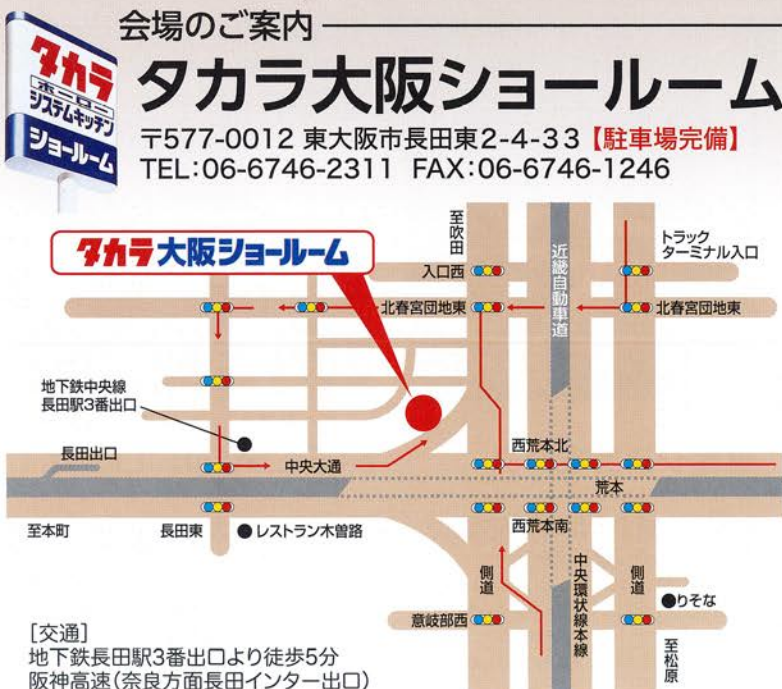 会場のご案内
タカラ
ホーロー
システムキッチン
ショールーム
タカラ大阪ショールーム
〒577-0012 東大阪市長田東2-4-33【駐車場完備】
TEL:06-6746-2311 FAX:06-6746-1246
至吹田
タカラ大阪ショールーム
入口西
近畿自動車道
トラック
ターミナル入口
北春宮団地東
北春宮団地東
地下鉄中央線
長田駅3番出口
長田出口
中央大通
西荒本北
荒本
至本町
長田東
レストラン木曽路
西荒本南
側道
中央環状線本線
側道
りそな
意岐部西
至松原
[交通]
地下鉄長田駅3番出口より徒歩5分
阪神高速(奈良方面長田インター出口)